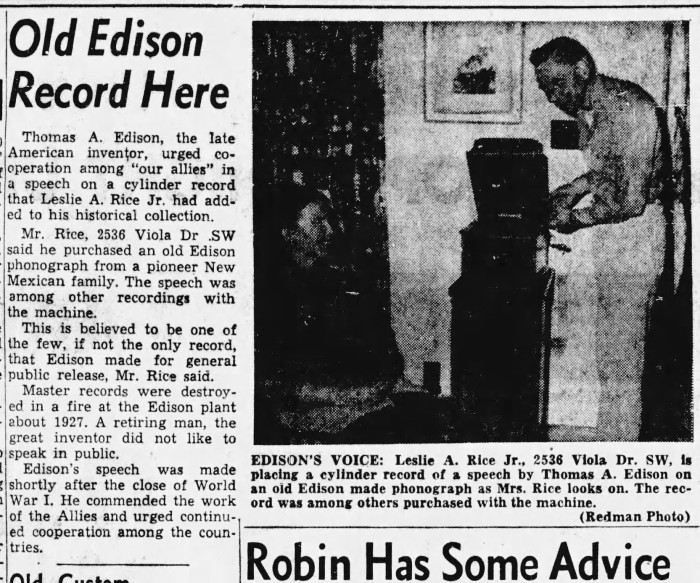 Old Edison
Record Here
Thomas A. Edison, the late
American inventor, urged co-
operation among "our allies" in
a speech on a cylinder record
that Leslie A. Rice Jr. had add-
ed to his historical collection.
Mr. Rice, 2536 Viola Dr .SW
said he purchased an old Edison
phonograph from a pioneer New
Mexican family. The speech was
among other recordings with
the machine.
This is believed to be one of
the few, if not the only record,
that Edison made for general
public release, Mr. Rice said.
Master records were destroy-
ed in a fire at the Edison plant
about 1927. A retiring man, the
great inventor did not like to
speak in public.
Edison's speech was made
shortly after the close of World
War I. He commended the work
of the Allies and urged continu-
ed cooperation among the coun-
tries.
Old Custom
EDISON'S VOICE: Leslie A. Rice Jr., 2536 Viola Dr. SW, is
placing a cylinder record of a speech by Thomas A. Edison on
an old Edison made phonograph as Mrs. Rice looks on. The rec-
ord was among others purchased with the machine.
(Redman Photo)
Robin Has Some Advice